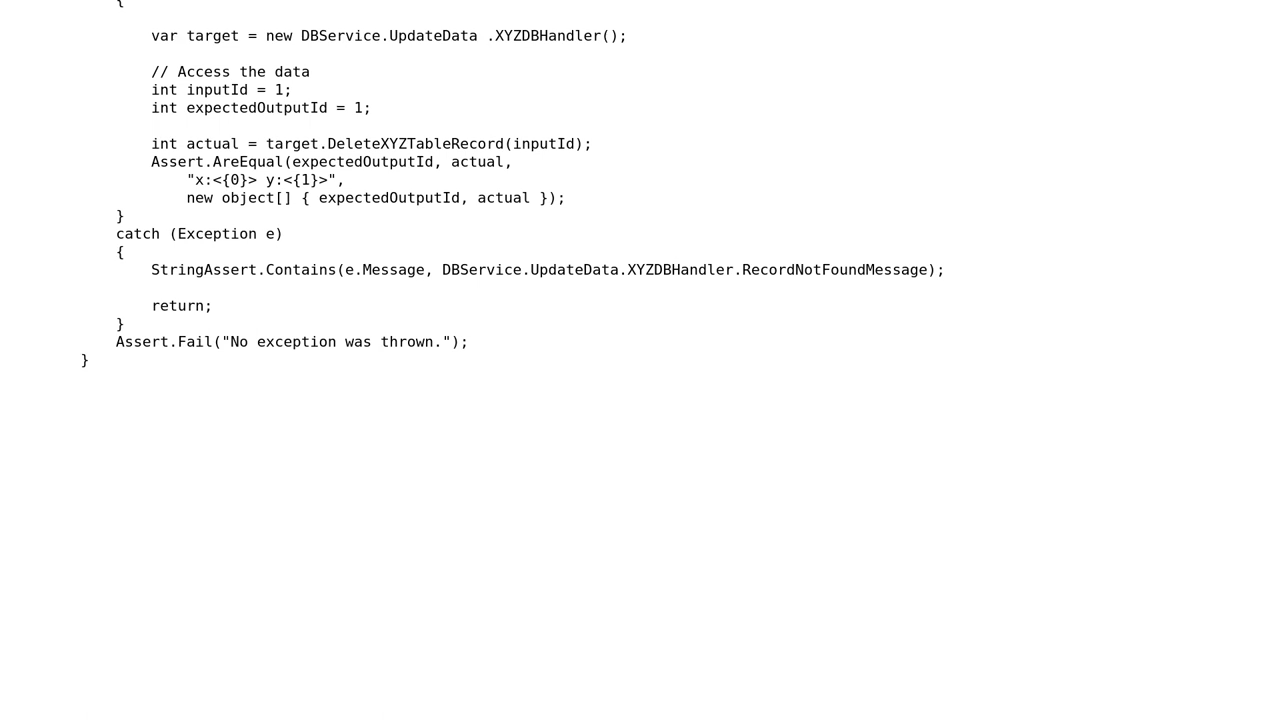 {
var target = new DBService.UpdateData .XYZDBHandler();
// Access the data
int inputId = 1;
int expectedOutputId = 1;
int actual = target.DeleteXYZTableRecord(inputId);
Assert.AreEqual(expectedOutputId, actual,
"x:<{0}> y:<{1}>",
new object[] { expectedOutputId, actual });
}
catch (Exception e)
{
StringAssert.Contains(e.Message, DBService.UpdateData.XYZDBHandler.RecordNotFoundMessage);
return;
}
Assert.Fail("No exception was thrown.");
}